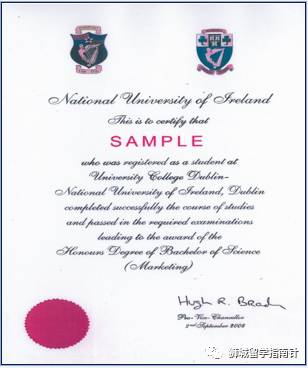 National University of Ireland
This is to certify that
SAMPLE
who was registered as a student at
University College Dublin-
National University of Ireland, Dublin
completed successfully the course of studies
and passed in the required examinations
leading to the award of the
Honours Degree of Bachelor of Science
(Marketing)
Hugh R. Brady
Pro-Vice-Chancellor
2nd September 2008
狮城留学指南针